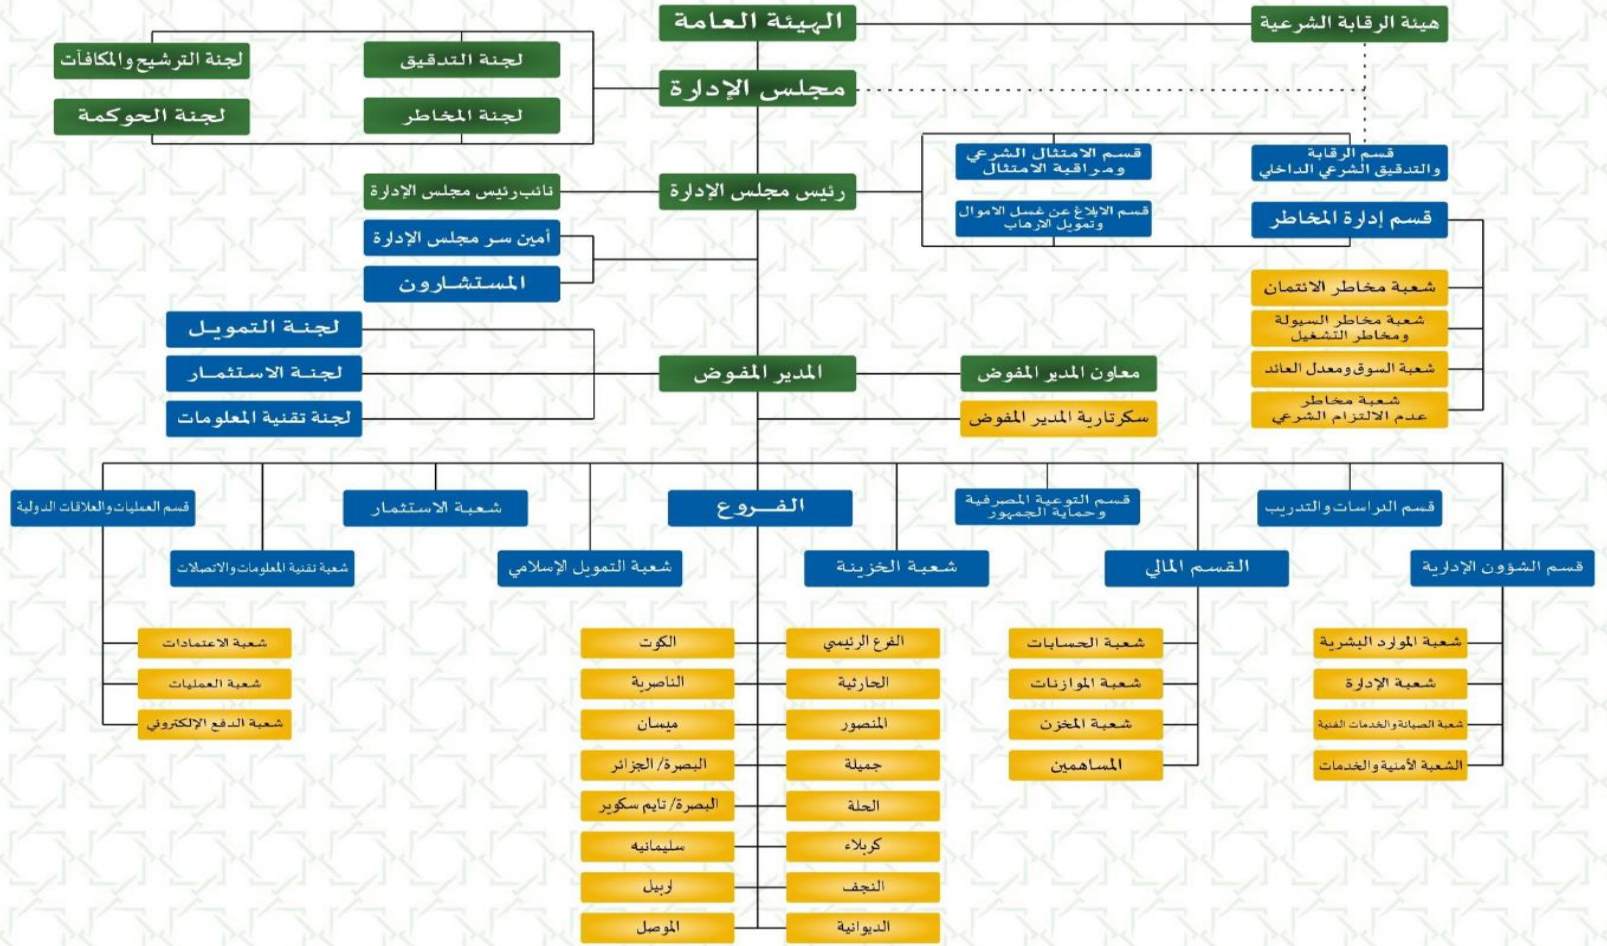 الهيئة العامة
هيئة الرقابة الشرعية
مجلس الإدارة
لجنة التدقيق
لجنة الترشيح والمكافآت
لجنة المخاطر
لجنة الحوكمة
رئيس مجلس الإدارة
نائب رئيس مجلس الإدارة
قسم الرقابة
والتدقيق الشرعي الداخلي
قسم الامتثال الشرعي
ومراقبة الامتثال
قسم إدارة المخاطر
قسم الابلاغ عن غسل الاموال
وتمويل الارهاب
أمين سر مجلس الإدارة
المستشارون
شعبة مخاطر الائتمان
شعبة مخاطر السيولة
ومخاطر التشغيل
شعبة السوق ومعدل العائد
شعبة مخاطر
عدم الالتزام الشرعي
المدير المفوض
معاون المدير المفوض
سكرتارية المدير المفوض
لجنة التمويل
لجنة الاستثمار
لجنة تقنية المعلومات
قسم الدراسات والتدريب
قسم التوعية المصرفية
وحماية الجمهور
الفروع
شعبة الاستثمار
قسم العمليات والعلاقات الدولية
قسم الشؤون الإدارية
القسم المالي
شعبة الخزينة
شعبة التمويل الإسلامي
شعبة تقنية المعلومات والاتصالات
شعبة الموارد البشرية
شعبة الإدارة
شعبة الصيانة والخدمات الفنية
الشعبة الأمنية والخدمات
شعبة الحسابات
شعبة الموازنات
شعبة المخزن
المساهمين
الفرع الرئيسي
الحارثية
المنصور
جميلة
الحلة
كربلاء
النجف
الديوانية
الكوت
الناصرية
ميسان
البصرة/ الجزائر
البصرة/ تايم سكوير
سليمانيه
اربيل
الموصل
شعبة الاعتمادات
شعبة العمليات
شعبة الدفع الإلكتروني